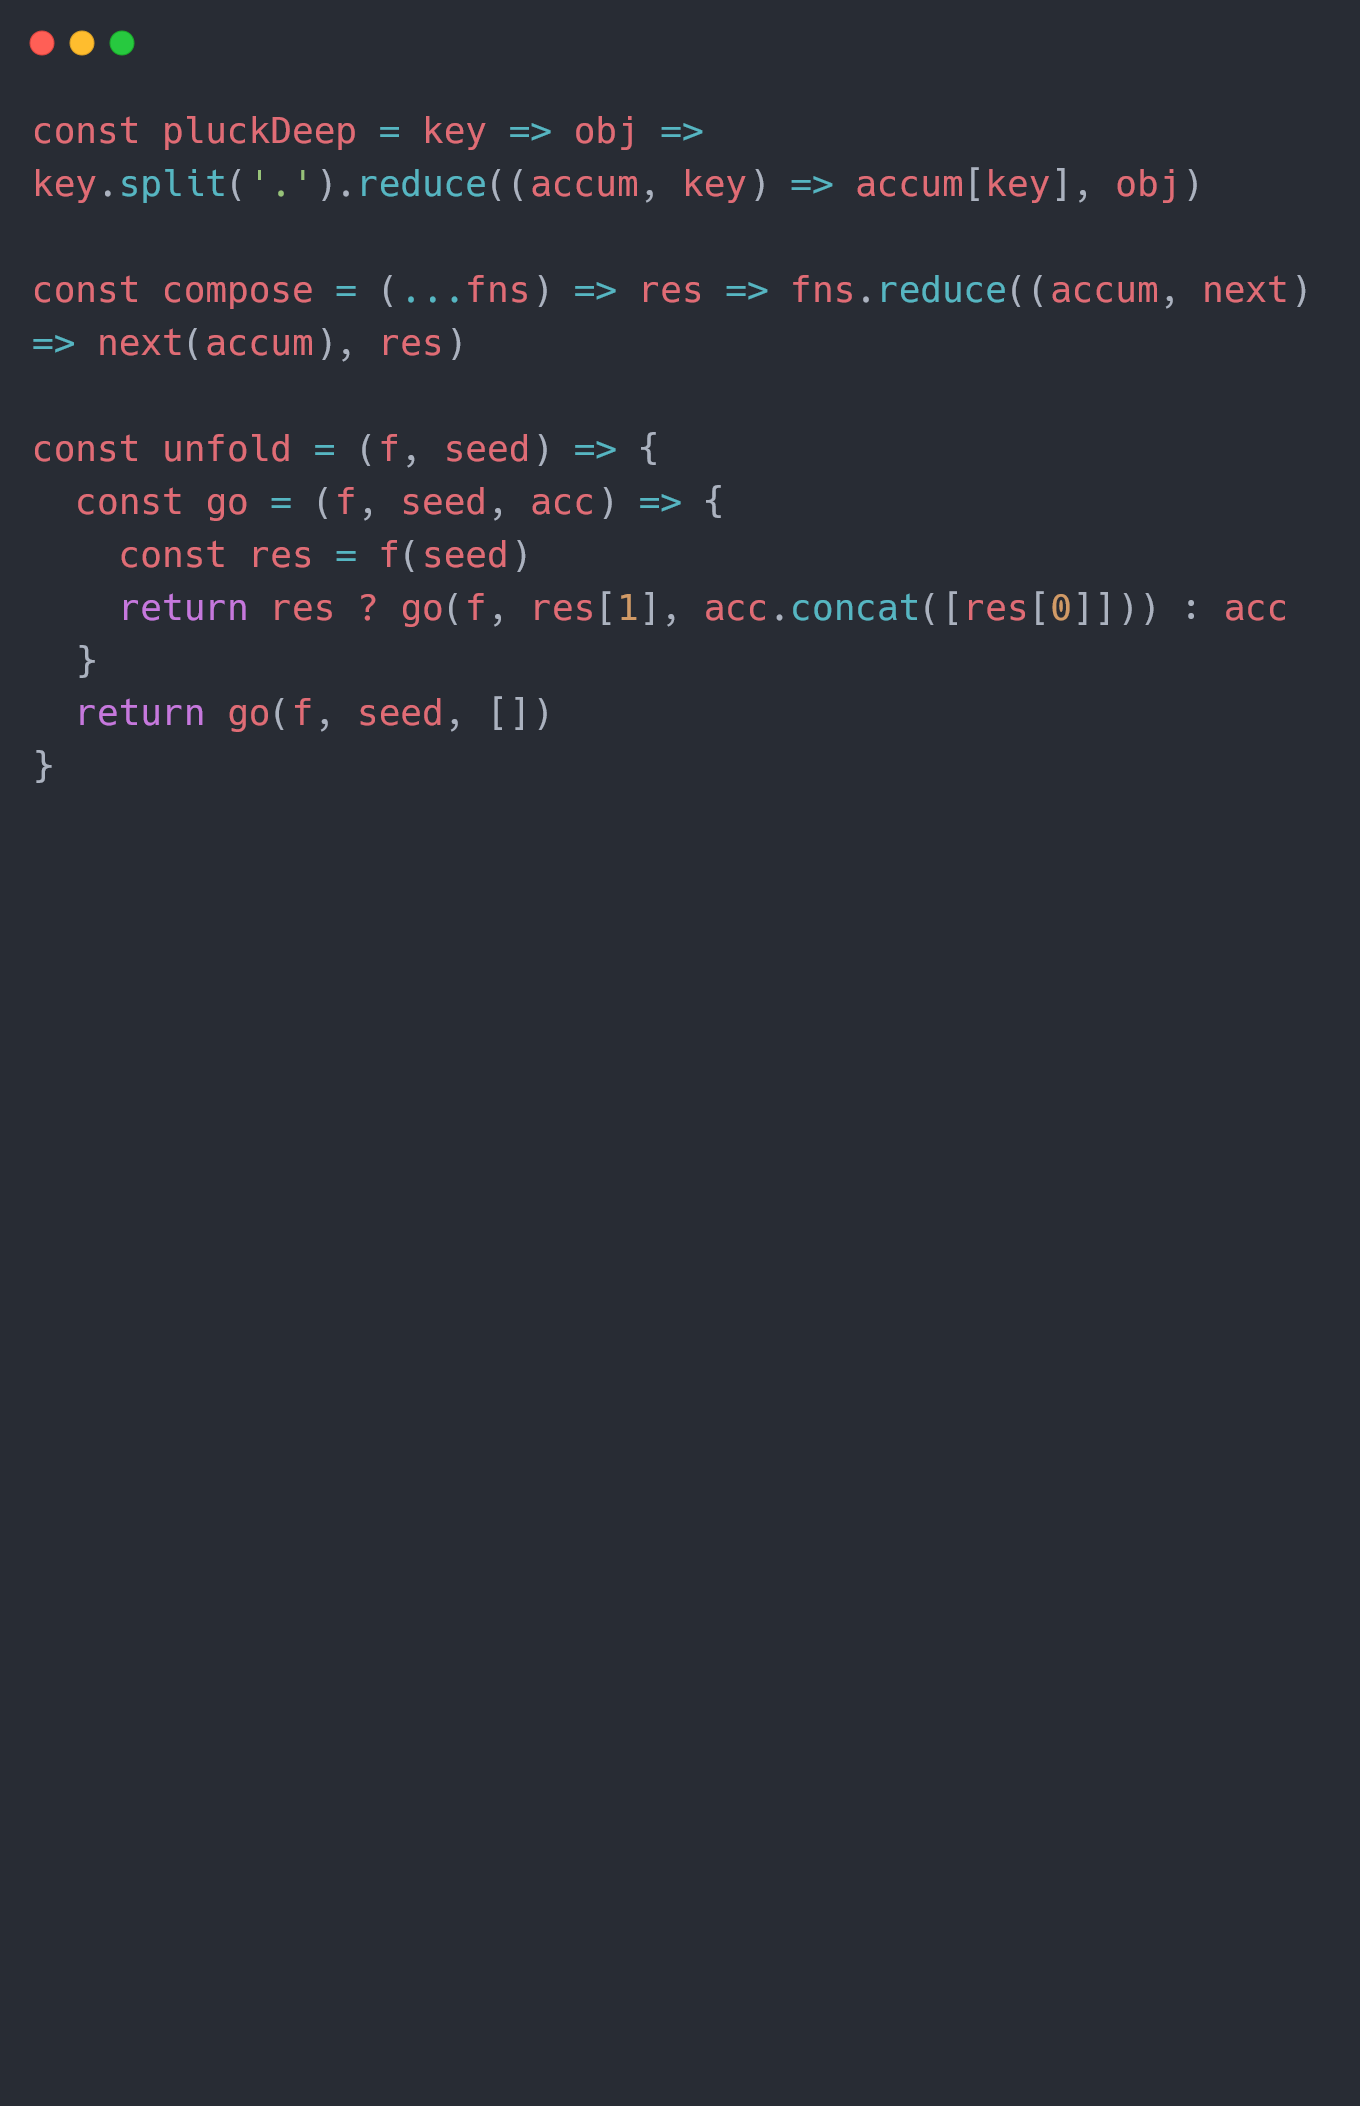 const pluckDeep = key => obj =>
key.split('.').reduce((accum, key) => accum[key], obj)

const compose = (...fns) => res => fns.reduce((accum, next)
=> next(accum), res)

const unfold = (f, seed) => {
  const go = (f, seed, acc) => {
    const res = f(seed)
    return res ? go(f, res[1], acc.concat([res[0]])) : acc
  }
  return go(f, seed, [])
}